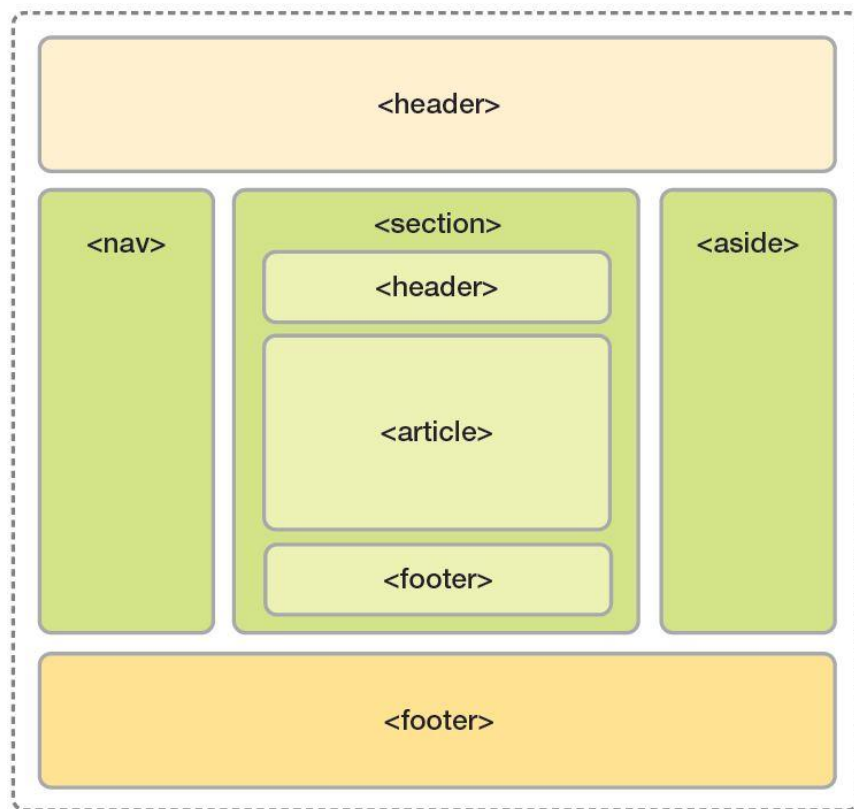 <header>
<nav>
<section>
<aside>
<header>
<article>
<footer>
<footer>